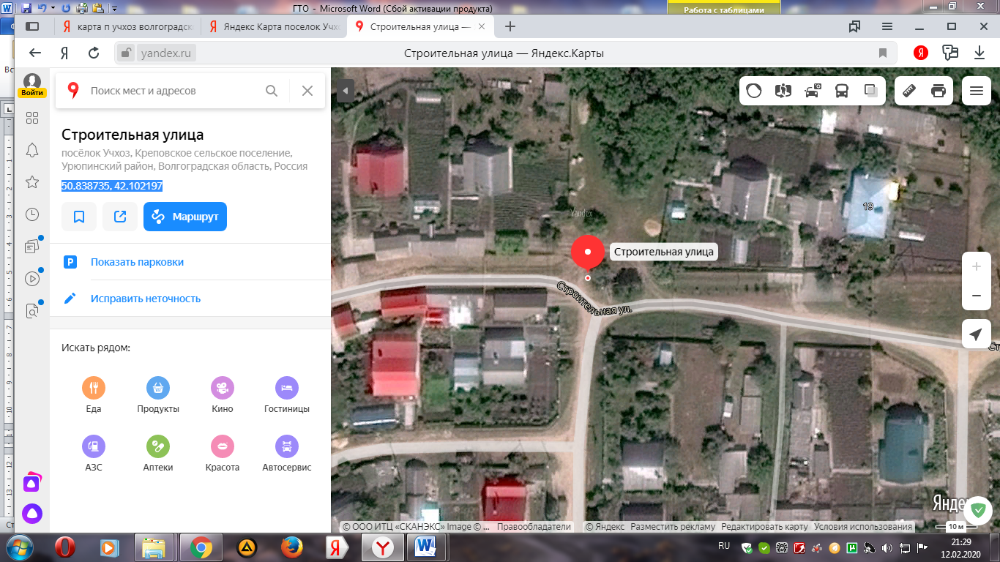 ГТО - Microsoft Word (Сбой активации продукта)
Работа с таблицами
карта п учхоз волгоградск
Яндекс Карта поселок Учхо
Строительная улица —
yandex.ru
Строительная улица — Яндекс.Карты
Войти
Поиск мест и адресов
Строительная улица
посёлок Учхоз, Креповское сельское поселение,
Урюпинский район, Волгоградская область, Россия
50.838735, 42.102197
Маршрут
Показать парковки
Исправить неточность
Искать рядом:
Еда
Продукты
Кино
Гостиницы
АЗС
Аптеки
Красота
Автосервис
19
Yandex
Строительная улица
Строительная ул.
Ст
Яндекс
© ООО ИТЦ «СКАНЭКС» Image © ... Правообладатели
© Яндекс Разместить рекламу Редактировать карту Условия использования
10 м
RU
21:29
12.02.2020